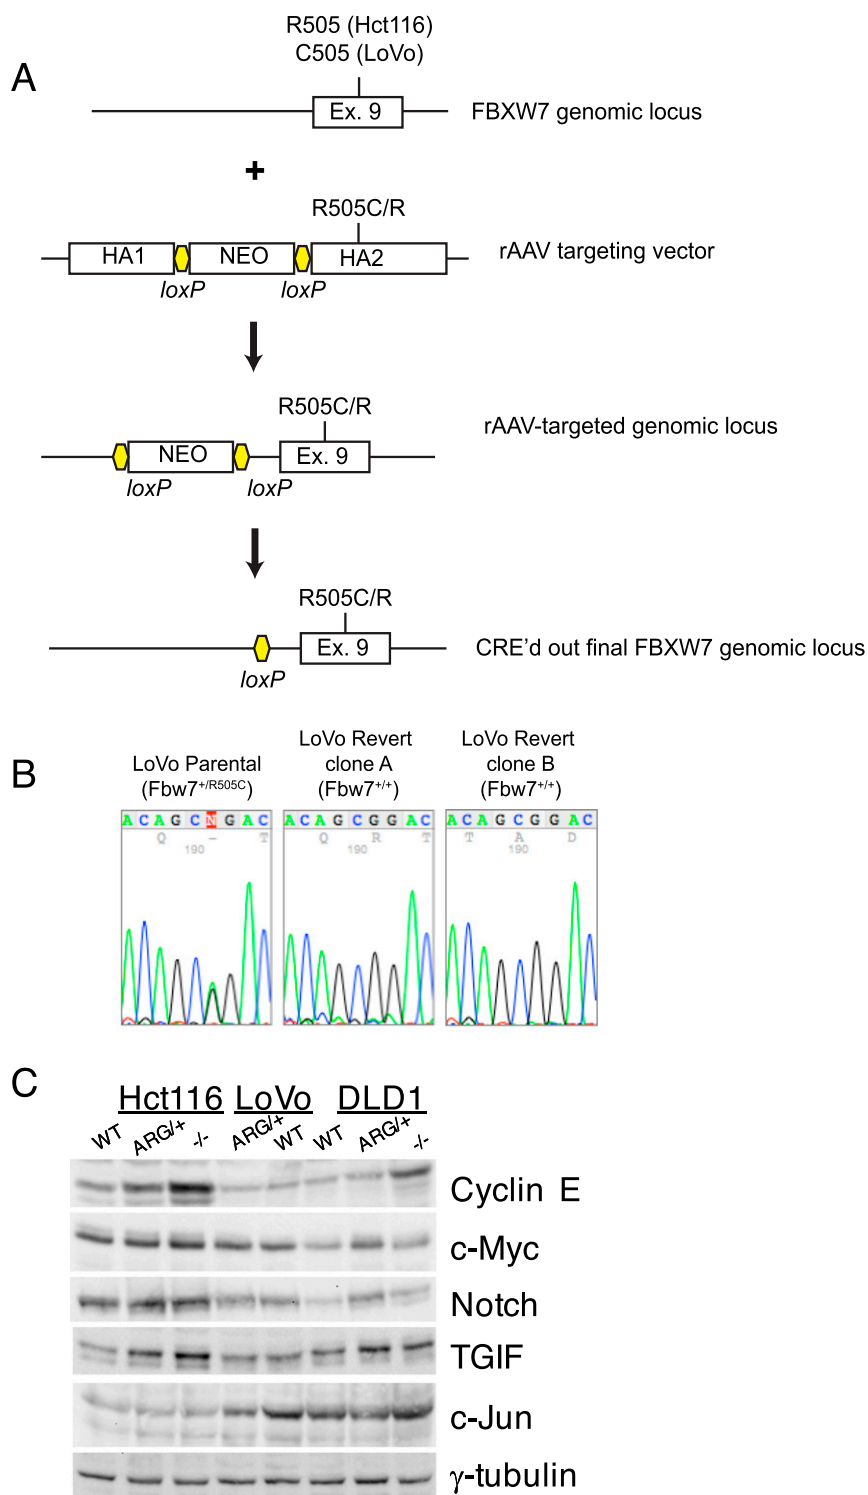 A
R505 (Hct116)
C505 (LoVo)
Ex. 9
FBXW7 genomic locus
+
R505C/R
HA1
NEO
HA2
rAAV targeting vector
loxP
loxP
R505C/R
NEO
Ex. 9
rAAV-targeted genomic locus
loxP
loxP
R505C/R
Ex. 9
CRE'd out final FBXW7 genomic locus
loxP
B
LoVo Parental
(Fbw7+/R505C)
LoVo Revert
clone A
(Fbw7+/+)
LoVo Revert
clone B
(Fbw7+/+)
A C A G C N G A C
Q - T
190
A C A G C G G A C
Q R T
190
A C A G C G G A C
T A D
190
C
Hct116 LoVo DLD1
WT ARG/+ -/- ARG/+ WT WT ARG/+ -/-
Cyclin E
c-Myc
Notch
TGIF
c-Jun
γ-tubulin